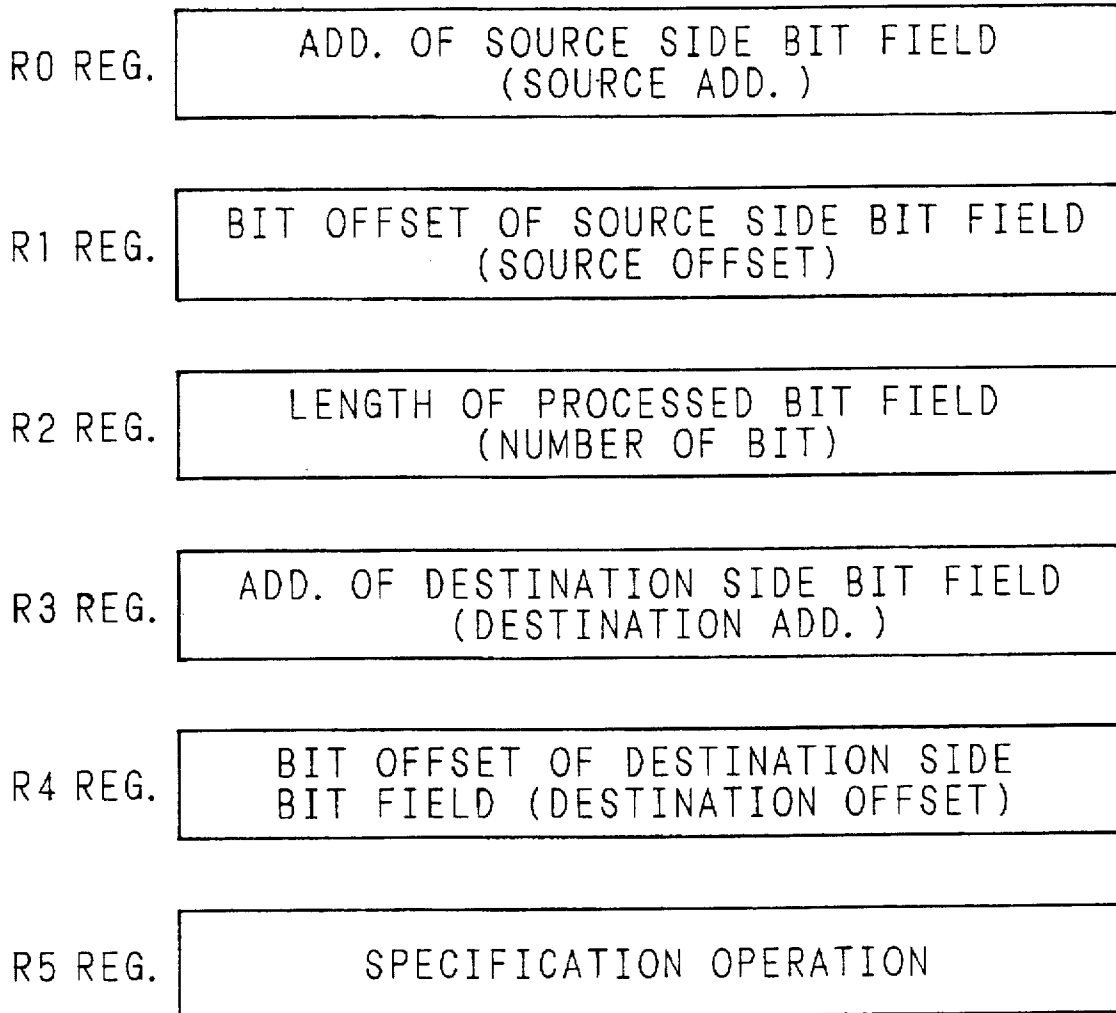 R0 REG.
ADD. OF SOURCE SIDE BIT FIELD
(SOURCE ADD. )
R1 REG.
BIT OFFSET OF SOURCE SIDE BIT FIELD
(SOURCE OFFSET)
R2 REG.
LENGTH OF PROCESSED BIT FIELD
(NUMBER OF BIT)
R3 REG.
ADD. OF DESTINATION SIDE BIT FIELD
(DESTINATION ADD. )
R4 REG.
BIT OFFSET OF DESTINATION SIDE
BIT FIELD (DESTINATION OFFSET)
R5 REG.
SPECIFICATION OPERATION